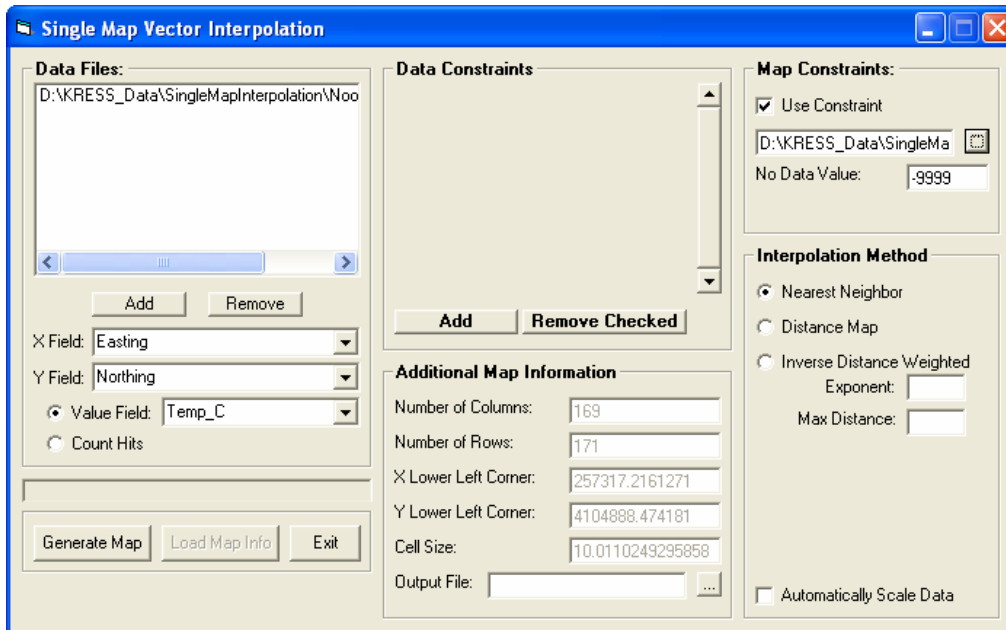 Single Map Vector Interpolation
Data Files:
D:\KRESS_Data\SingleMapInterpolation\Noo
Add
Remove
X Field: Easting
Y Field: Northing
Value Field: Temp_C
Count Hits
Generate Map
Load Map Info
Exit
Data Constraints
Add
Remove Checked
Additional Map Information
Number of Columns: 169
Number of Rows: 171
X Lower Left Corner: 257317.2161271
Y Lower Left Corner: 4104888.474181
Cell Size: 10.0110249295858
Output File:
...
Map Constraints:
Use Constraint
D:\KRESS_Data\SingleMa
No Data Value: -9999
Interpolation Method
Nearest Neighbor
Distance Map
Inverse Distance Weighted
Exponent:
Max Distance:
Automatically Scale Data